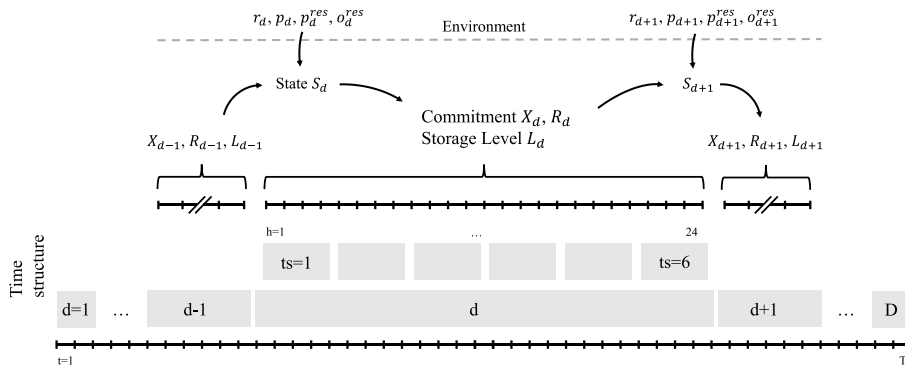 r_d, p_d, p_d^res, o_d^res
r_{d+1}, p_{d+1}, p_{d+1}^res, o_{d+1}^res
Environment
State S_d
S_{d+1}
Commitment X_d, R_d
Storage Level L_d
X_{d-1}, R_{d-1}, L_{d-1}
X_{d+1}, R_{d+1}, L_{d+1}
h=1 ... 24
ts=1 ts=6
Time
structure
d=1 ... d-1 d d+1 ... D
t=1 T